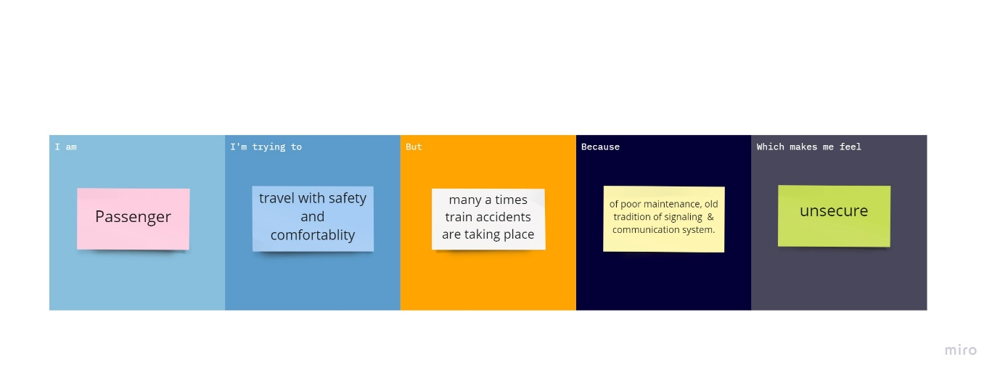 I am
Passenger
I'm trying to
travel with safety
and
comfortablity
But
many a times
train accidents
are taking place
Because
of poor maintenance, old
tradition of signaling &
communication system.
Which makes me feel
unsecure
miro